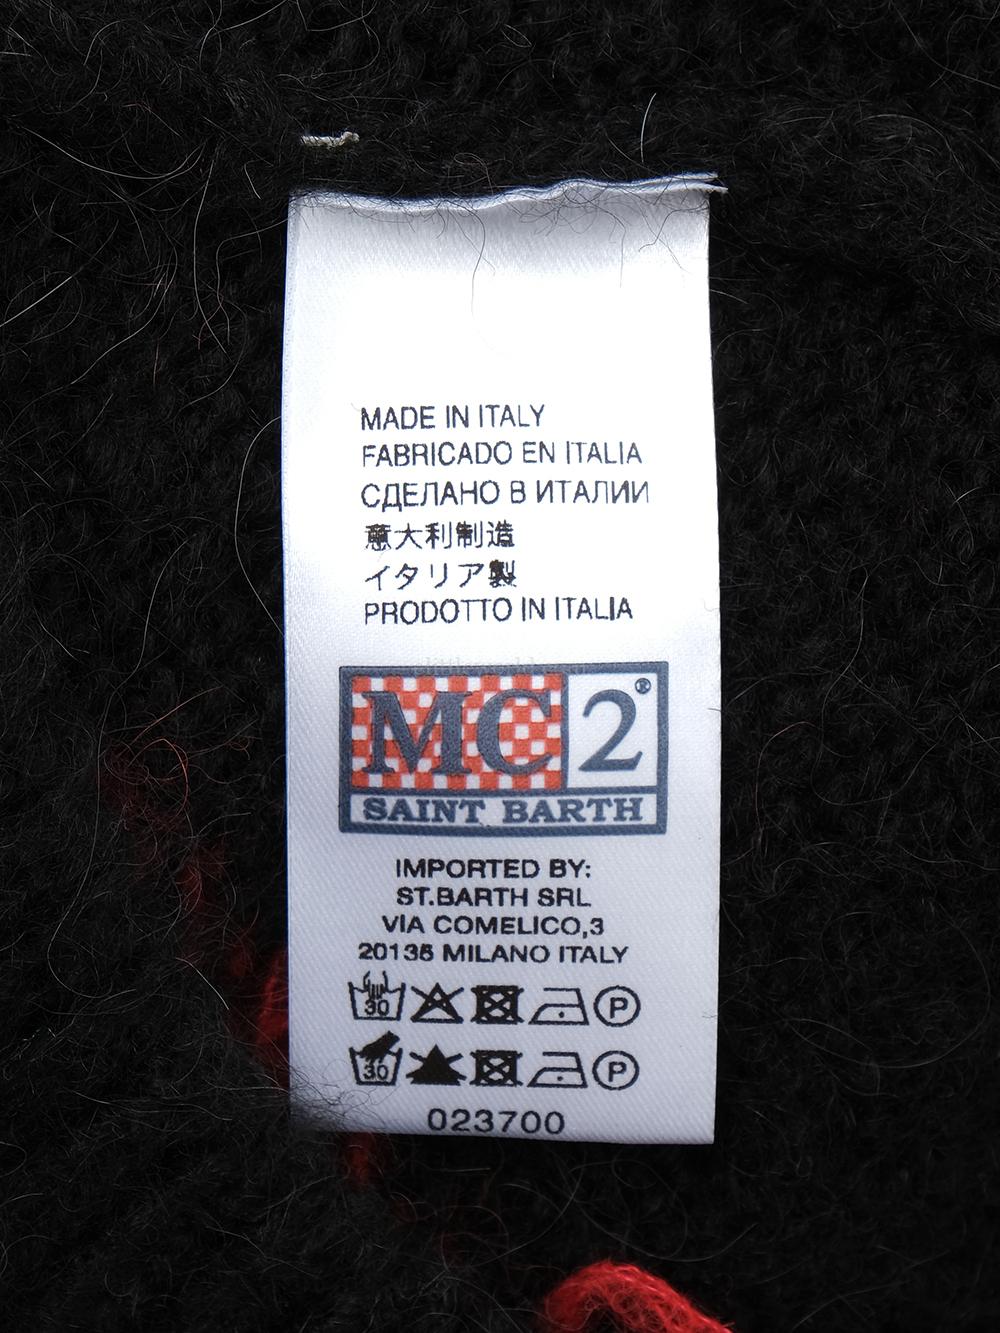 MADE IN ITALY
FABRICADO EN ITALIA
СДЕЛАНО В ИТАЛИИ
意大利制造
イタリア製
PRODOTTO IN ITALIA
MC2®
SAINT BARTH
IMPORTED BY:
ST.BARTH SRL
VIA COMELICO,3
20135 MILANO ITALY
30 P
30 P
023700